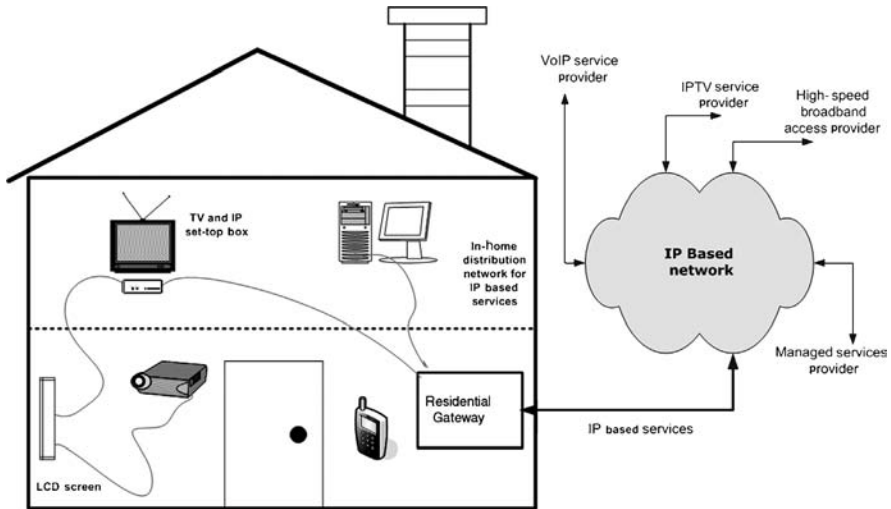 VoIP service
provider
IPTV service
provider
High- speed
broadband
access provider
TV and IP
set-top box
In-home
distribution
network for
IP based
services
IP Based
network
Managed services
provider
Residential
Gateway
IP based services
LCD screen